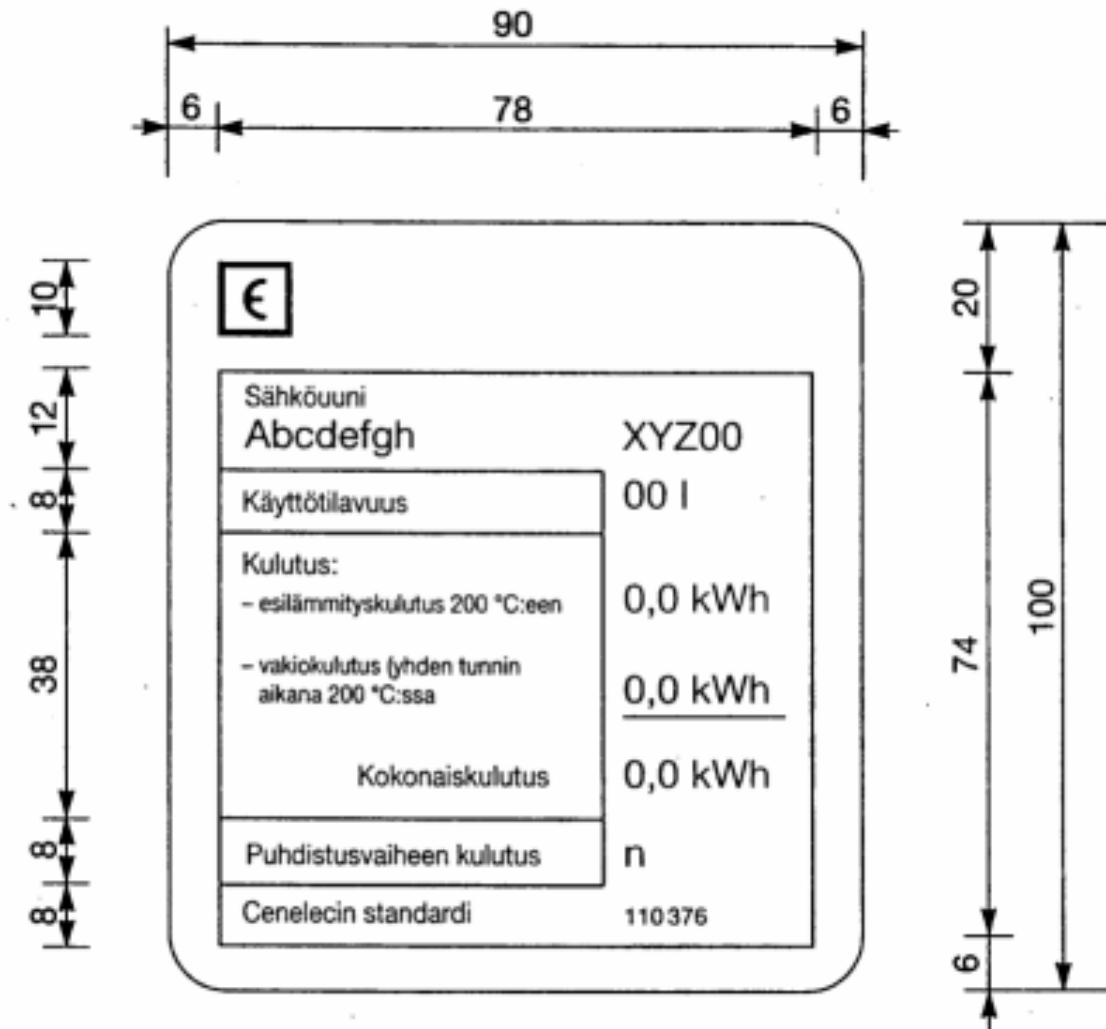 90
6 78 6
10
Є
20
Sähköuuni
12
Abcdefgh XYZ00
8
Käyttötilavuus 00 l
Kulutus:
– esilämmityskulutus 200 °C:een 0,0 kWh
100
38
74
– vakiokulutus (yhden tunnin
aikana 200 °C:ssa 0,0 kWh
Kokonaiskulutus 0,0 kWh
8
Puhdistusvaiheen kulutus n
8
Cenelecin standardi 110376
6